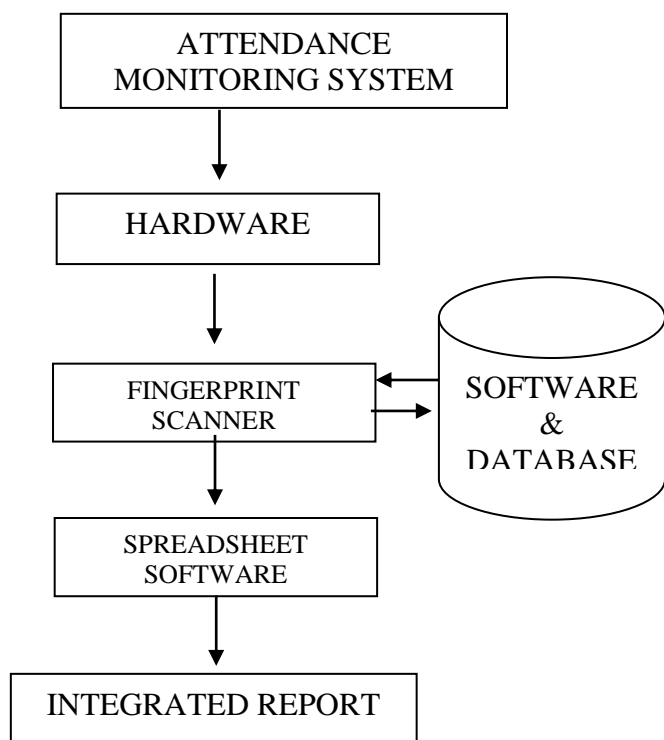 ATTENDANCE
MONITORING SYSTEM
HARDWARE
FINGERPRINT
SCANNER
SOFTWARE
&
DATABASE
SPREADSHEET
SOFTWARE
INTEGRATED REPORT